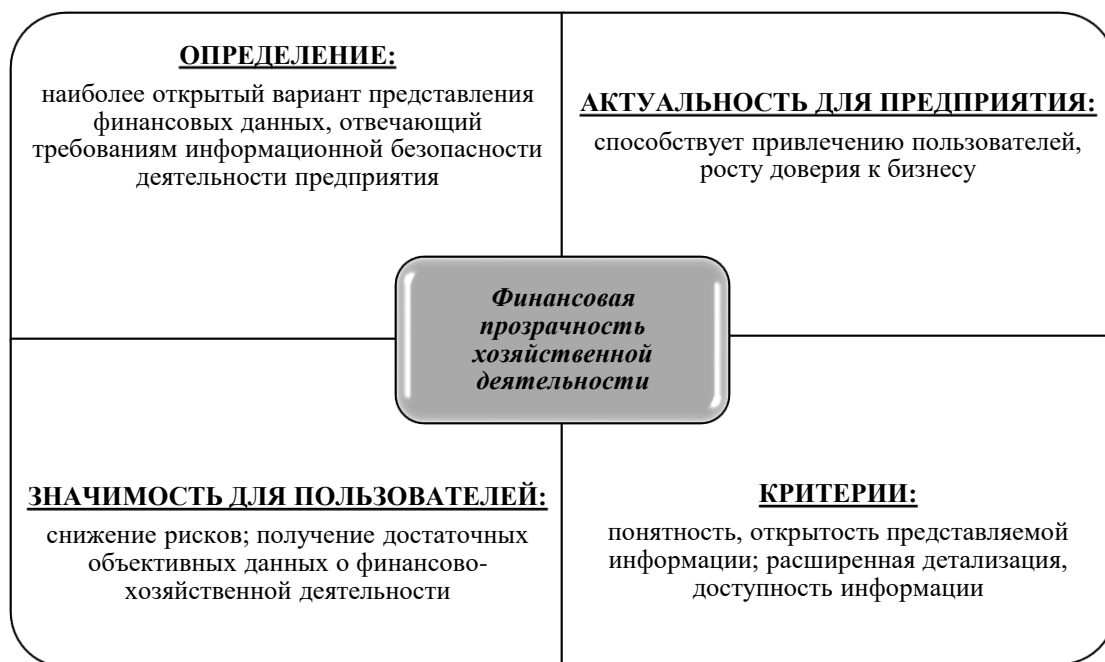 ОПРЕДЕЛЕНИЕ:
наиболее открытый вариант представления
финансовых данных, отвечающий
требованиям информационной безопасности
деятельности предприятия
АКТУАЛЬНОСТЬ ДЛЯ ПРЕДПРИЯТИЯ:
способствует привлечению пользователей,
росту доверия к бизнесу
Финансовая
прозрачность
хозяйственной
деятельности
ЗНАЧИМОСТЬ ДЛЯ ПОЛЬЗОВАТЕЛЕЙ:
снижение рисков; получение достаточных
объективных данных о финансово-
хозяйственной деятельности
КРИТЕРИИ:
понятность, открытость представляемой
информации; расширенная детализация,
доступность информации